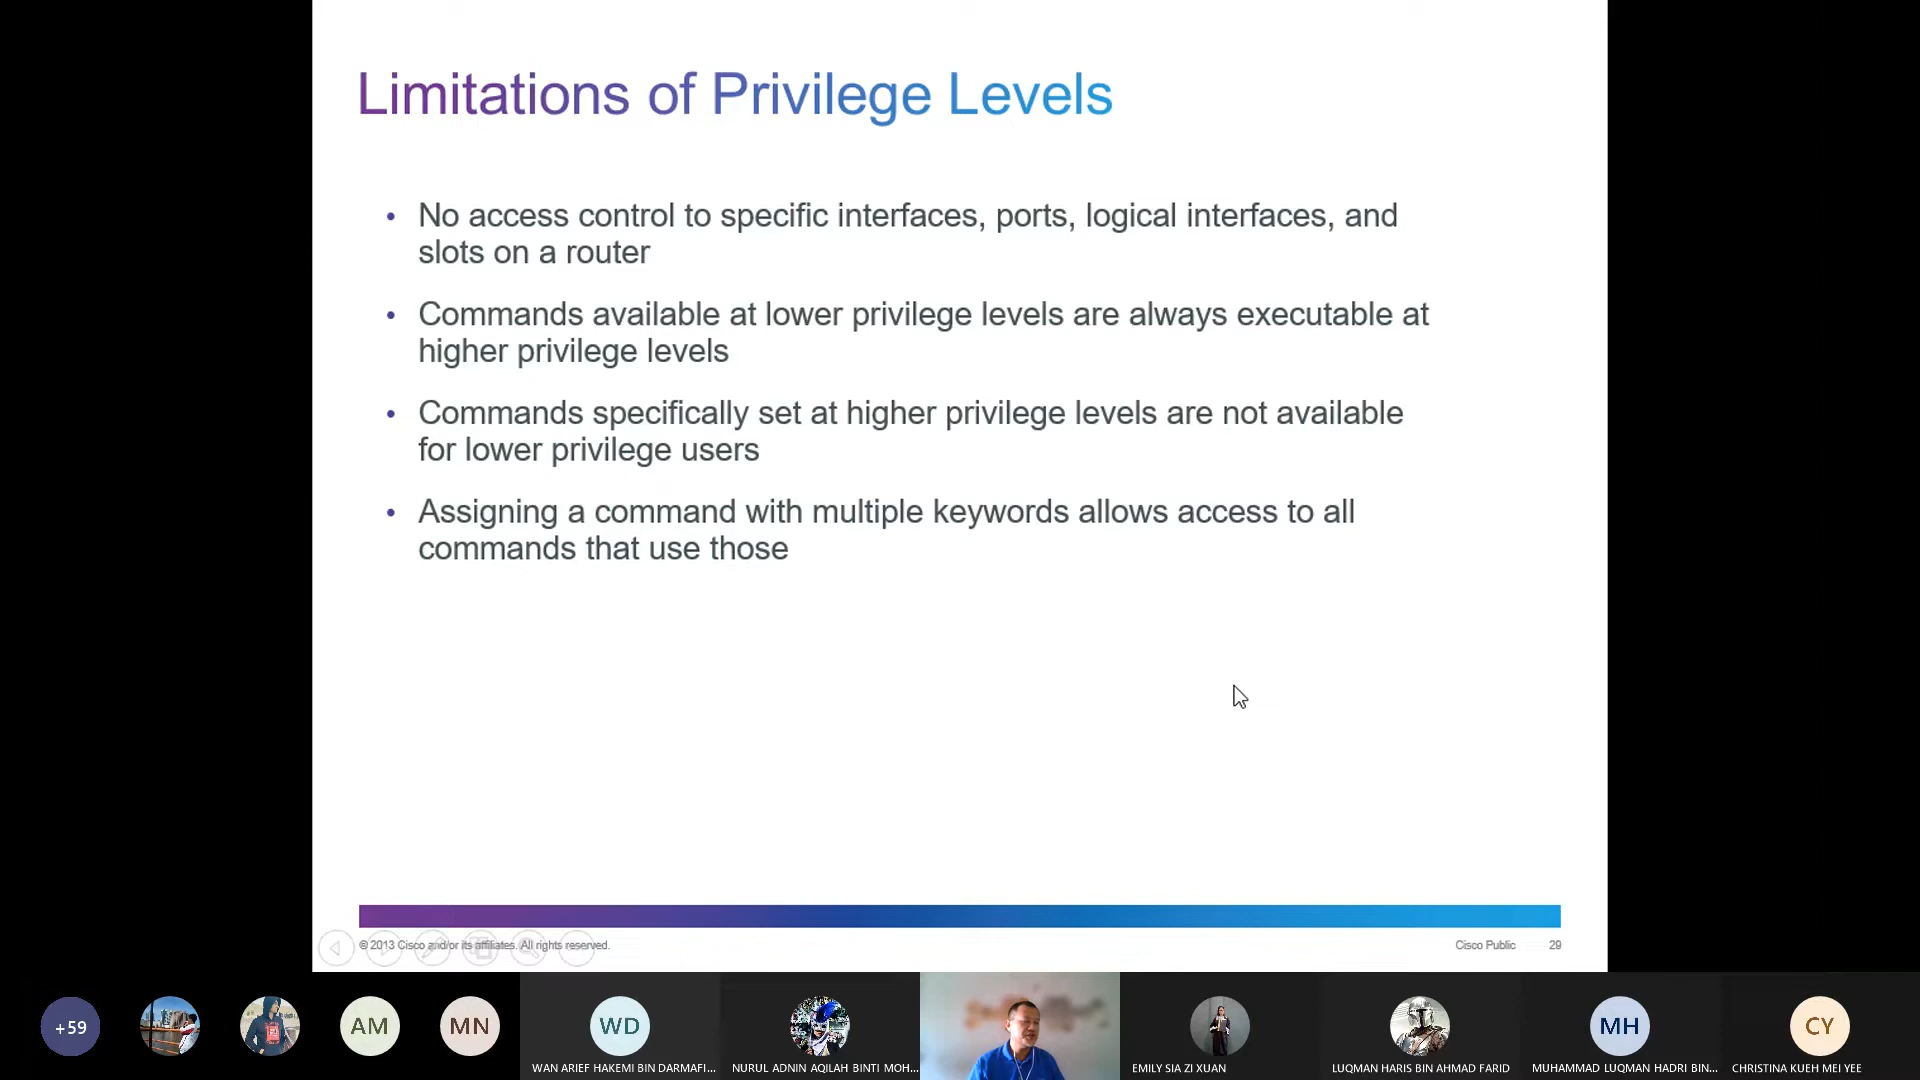 Limitations of Privilege Levels
• No access control to specific interfaces, ports, logical interfaces, and
slots on a router
• Commands available at lower privilege levels are always executable at
higher privilege levels
• Commands specifically set at higher privilege levels are not available
for lower privilege users
• Assigning a command with multiple keywords allows access to all
commands that use those
© 2013 Cisco and/or its affiliates. All rights reserved.
Cisco Public 29
+59
AM
MN
WD
MH
CY
WAN ARIEF HAKEMI BIN DARMAFI...
NURUL ADNIN AQILAH BINTI MOH...
EMILY SIA ZI XUAN
LUQMAN HARIS BIN AHMAD FARID
MUHAMMAD LUQMAN HADRI BIN...
CHRISTINA KUEH MEI YEE